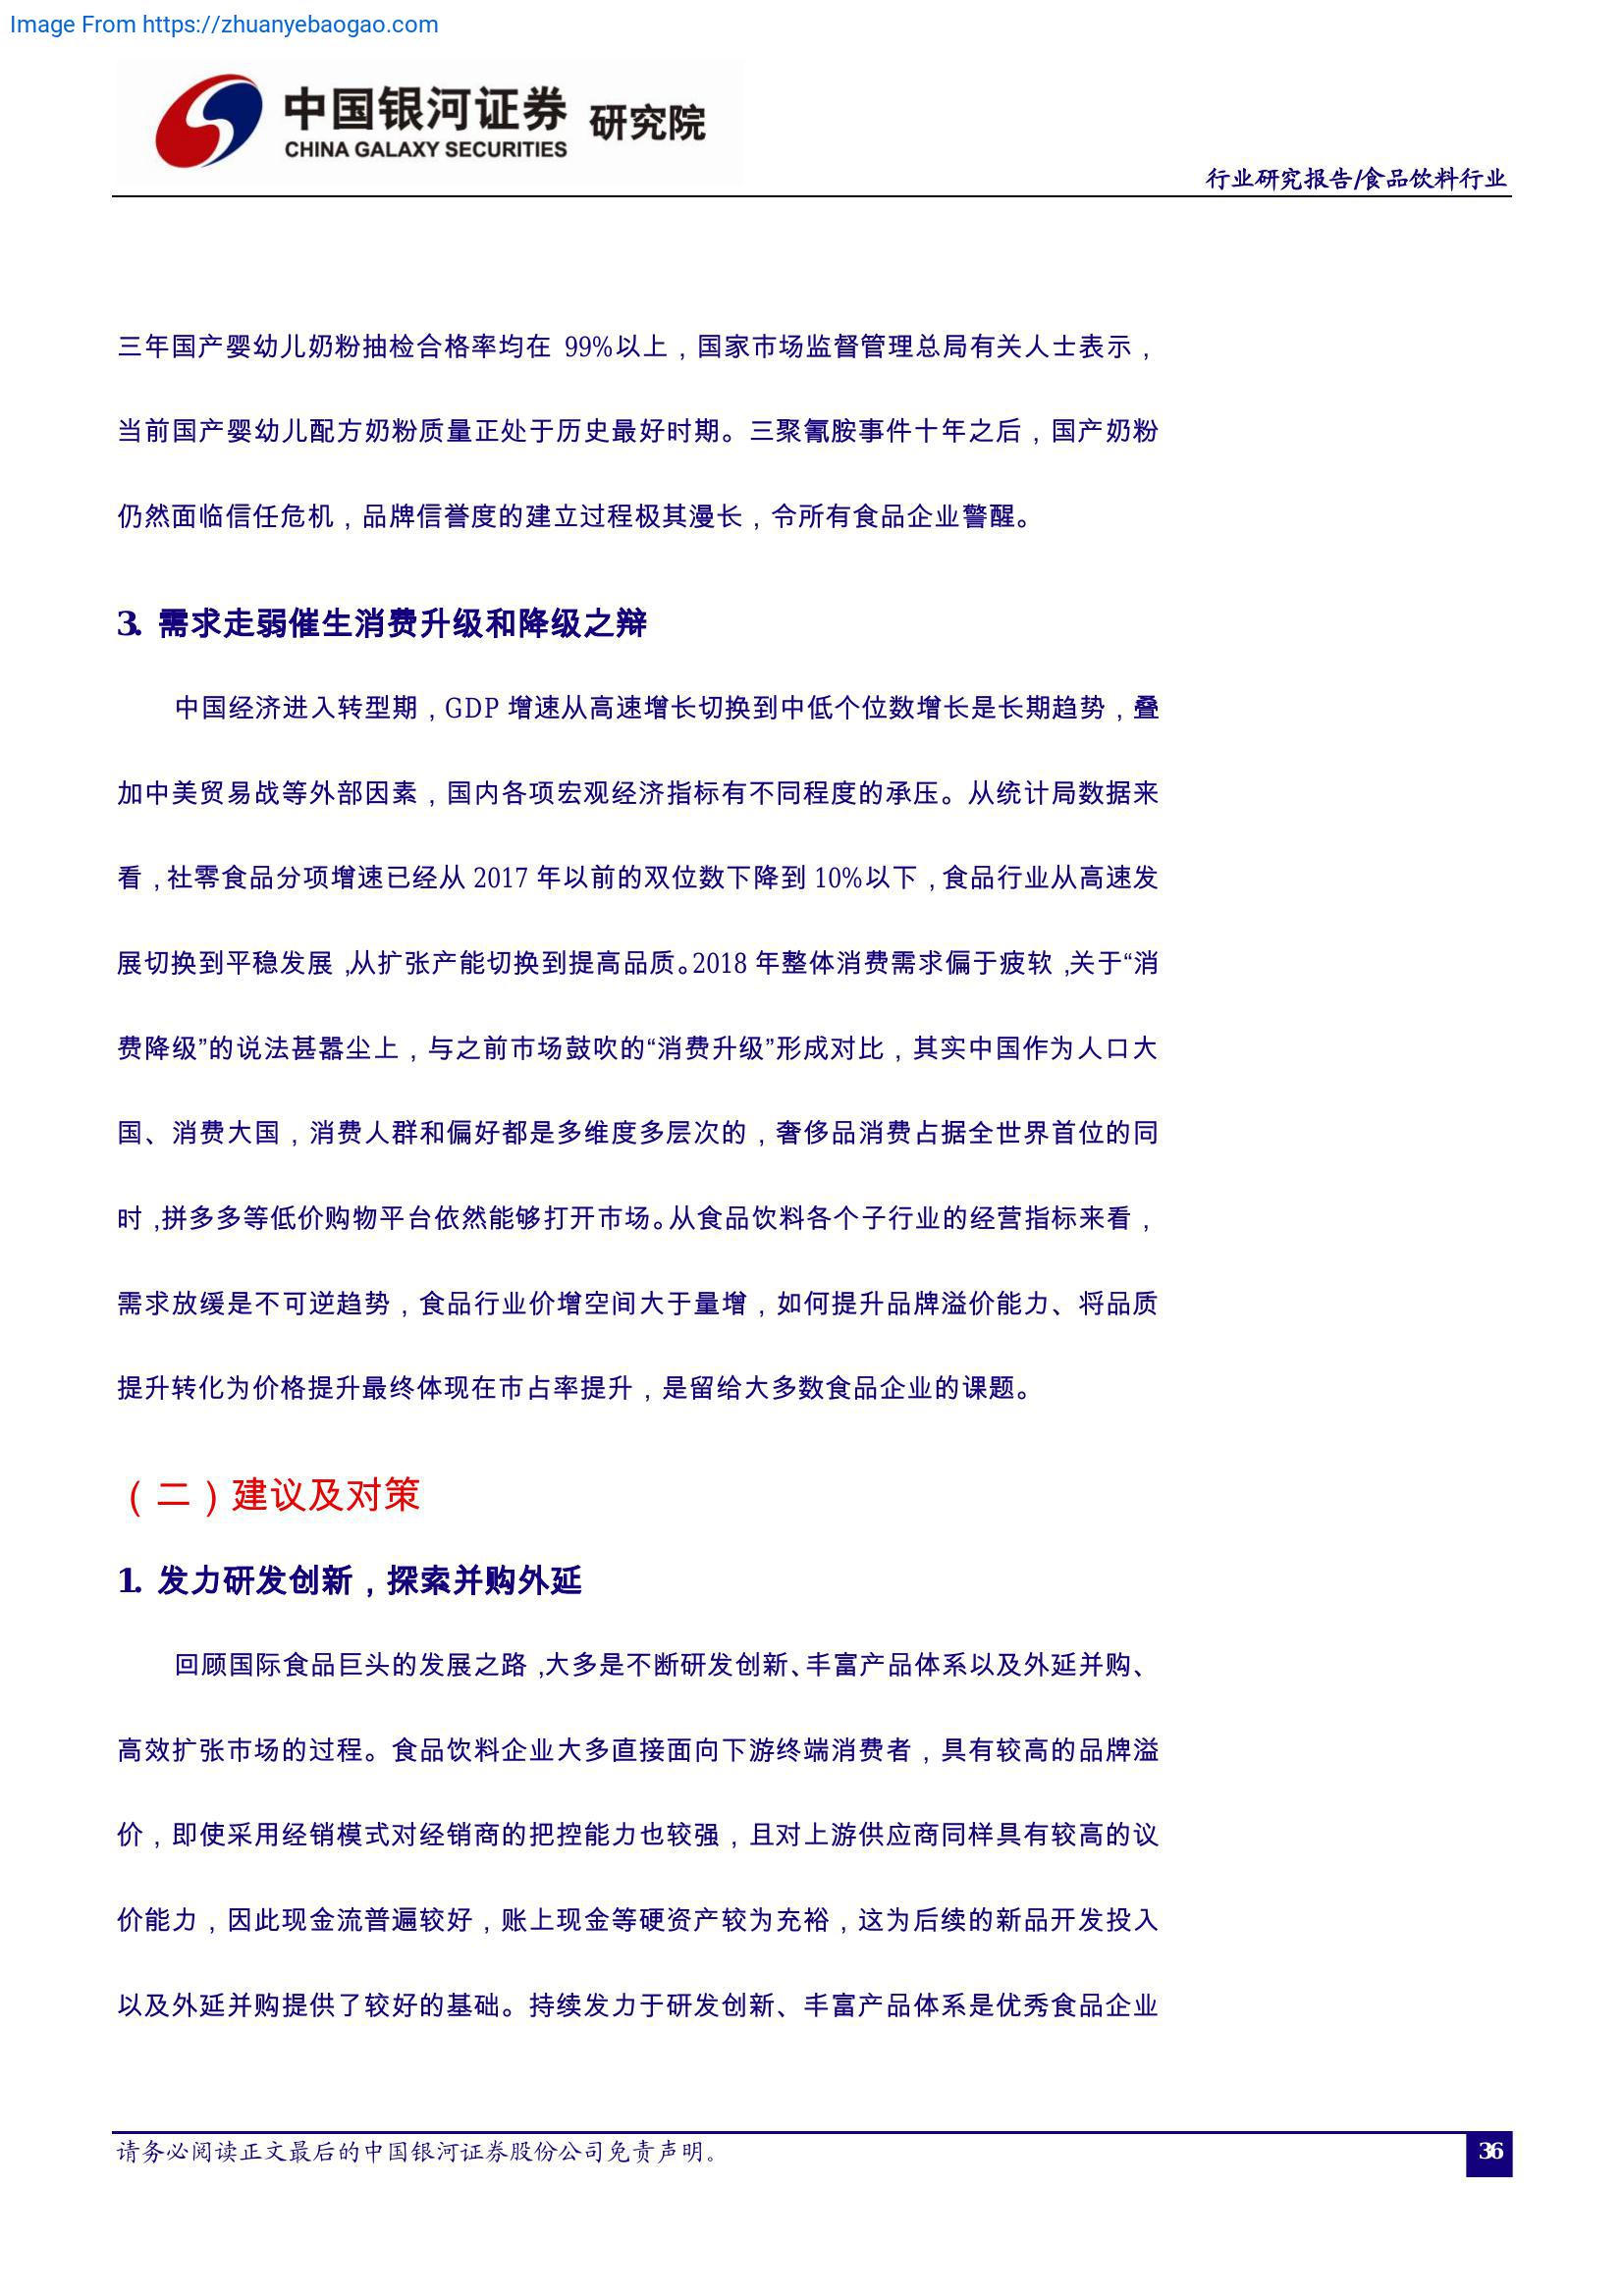 Image From https://zhuanyebaogao.com
中国银河证券 研究院
CHINA GALAXY SECURITIES
行业研究报告/食品饮料行业
三年国产婴幼儿奶粉抽检合格率均在 99%以上，国家市场监督管理总局有关人士表示，
当前国产婴幼儿配方奶粉质量正处于历史最好时期。三聚氰胺事件十年之后，国产奶粉
仍然面临信任危机，品牌信誉度的建立过程极其漫长，令所有食品企业警醒。
3. 需求走弱催生消费升级和降级之辩
中国经济进入转型期，GDP 增速从高速增长切换到中低个位数增长是长期趋势，叠
加中美贸易战等外部因素，国内各项宏观经济指标有不同程度的承压。从统计局数据来
看，社零食品分项增速已经从 2017 年以前的双位数下降到 10%以下，食品行业从高速发
展切换到平稳发展，从扩张产能切换到提高品质。2018 年整体消费需求偏于疲软，关于“消
费降级”的说法甚嚣尘上，与之前市场鼓吹的“消费升级”形成对比，其实中国作为人口大
国、消费大国，消费人群和偏好都是多维度多层次的，奢侈品消费占据全世界首位的同
时，拼多多等低价购物平台依然能够打开市场。从食品饮料各个子行业的经营指标来看，
需求放缓是不可逆趋势，食品行业价增空间大于量增，如何提升品牌溢价能力、将品质
提升转化为价格提升最终体现在市占率提升，是留给大多数食品企业的课题。
（二）建议及对策
1. 发力研发创新，探索并购外延
回顾国际食品巨头的发展之路，大多是不断研发创新、丰富产品体系以及外延并购、
高效扩张市场的过程。食品饮料企业大多直接面向下游终端消费者，具有较高的品牌溢
价，即使采用经销模式对经销商的把控能力也较强，且对上游供应商同样具有较高的议
价能力，因此现金流普遍较好，账上现金等硬资产较为充裕，这为后续的新品开发投入
以及外延并购提供了较好的基础。持续发力于研发创新、丰富产品体系是优秀食品企业
请务必阅读正文最后的中国银河证券股份公司免责声明。
36